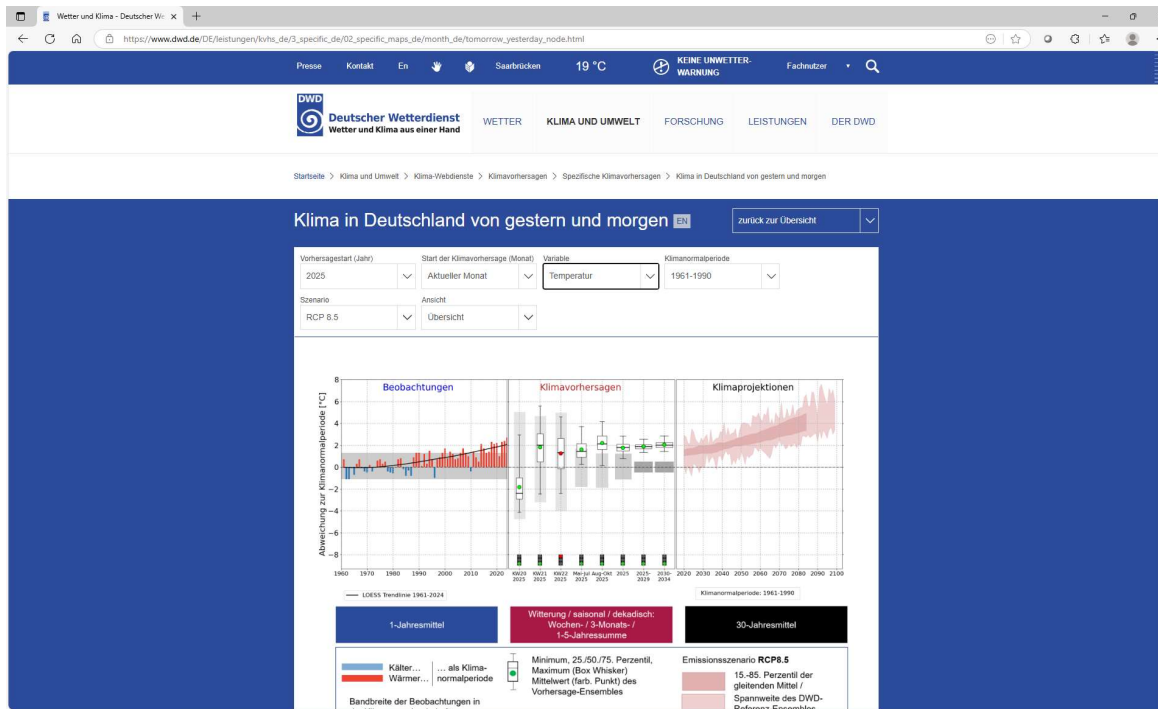 Wetter und Klima - Deutscher We
https://www.dwd.de/DE/leistungen/kvhs_de/3_specific_de/02_specific_maps_de/month_de/tomorrow_yesterday_node.html
Presse Kontakt En Saarbrücken 19 °C KEINE UNWETTER-
WARNUNG Fachnutzer
DWD
Deutscher Wetterdienst
Wetter und Klima aus einer Hand
WETTER KLIMA UND UMWELT FORSCHUNG LEISTUNGEN DER DWD
Startseite > Klima und Umwelt > Klima-Webdienste > Klimavorhersagen > Spezifische Klimavorhersagen > Klima in Deutschland von gestern und morgen
Klima in Deutschland von gestern und morgen EN
zurück zur Übersicht
Vorhersagestart (Jahr) Start der Klimavorhersage (Monat) Variable Klimanormalperiode
2025 Aktueller Monat Temperatur 1961-1990
Szenario Ansicht
RCP 8.5 Übersicht
Beobachtungen Klimavorhersagen Klimaprojektionen
Abweichung zur Klimanormalperiode [°C]
8
6
4
2
0
−2
−4
−6
−8
1960 1970 1980 1990 2000 2010 2020 KW20 KW21 KW22 Mai-Jul Aug-Okt 2025 2025- 2030- 2020 2030 2040 2050 2060 2070 2080 2090 2100
2025 2025 2025 2025 2025 2029 2034
LOESS Trendlinie 1961-2024
Klimanormalperiode: 1961-1990
1-Jahresmittel
Witterung / saisonal / dekadisch:
Wochen- / 3-Monats- /
1-5-Jahressumme
30-Jahresmittel
Kälter... ... als Klima-
Wärmer... normalperiode
Bandbreite der Beobachtungen in
Minimum, 25./50./75. Perzentil,
Maximum (Box Whisker)
Mittelwert (farb. Punkt) des
Vorhersage-Ensembles
Emissionsszenario RCP8.5
15.-85. Perzentil der
gleitenden Mittel /
Spannweite des DWD-
Referenz-Ensembles